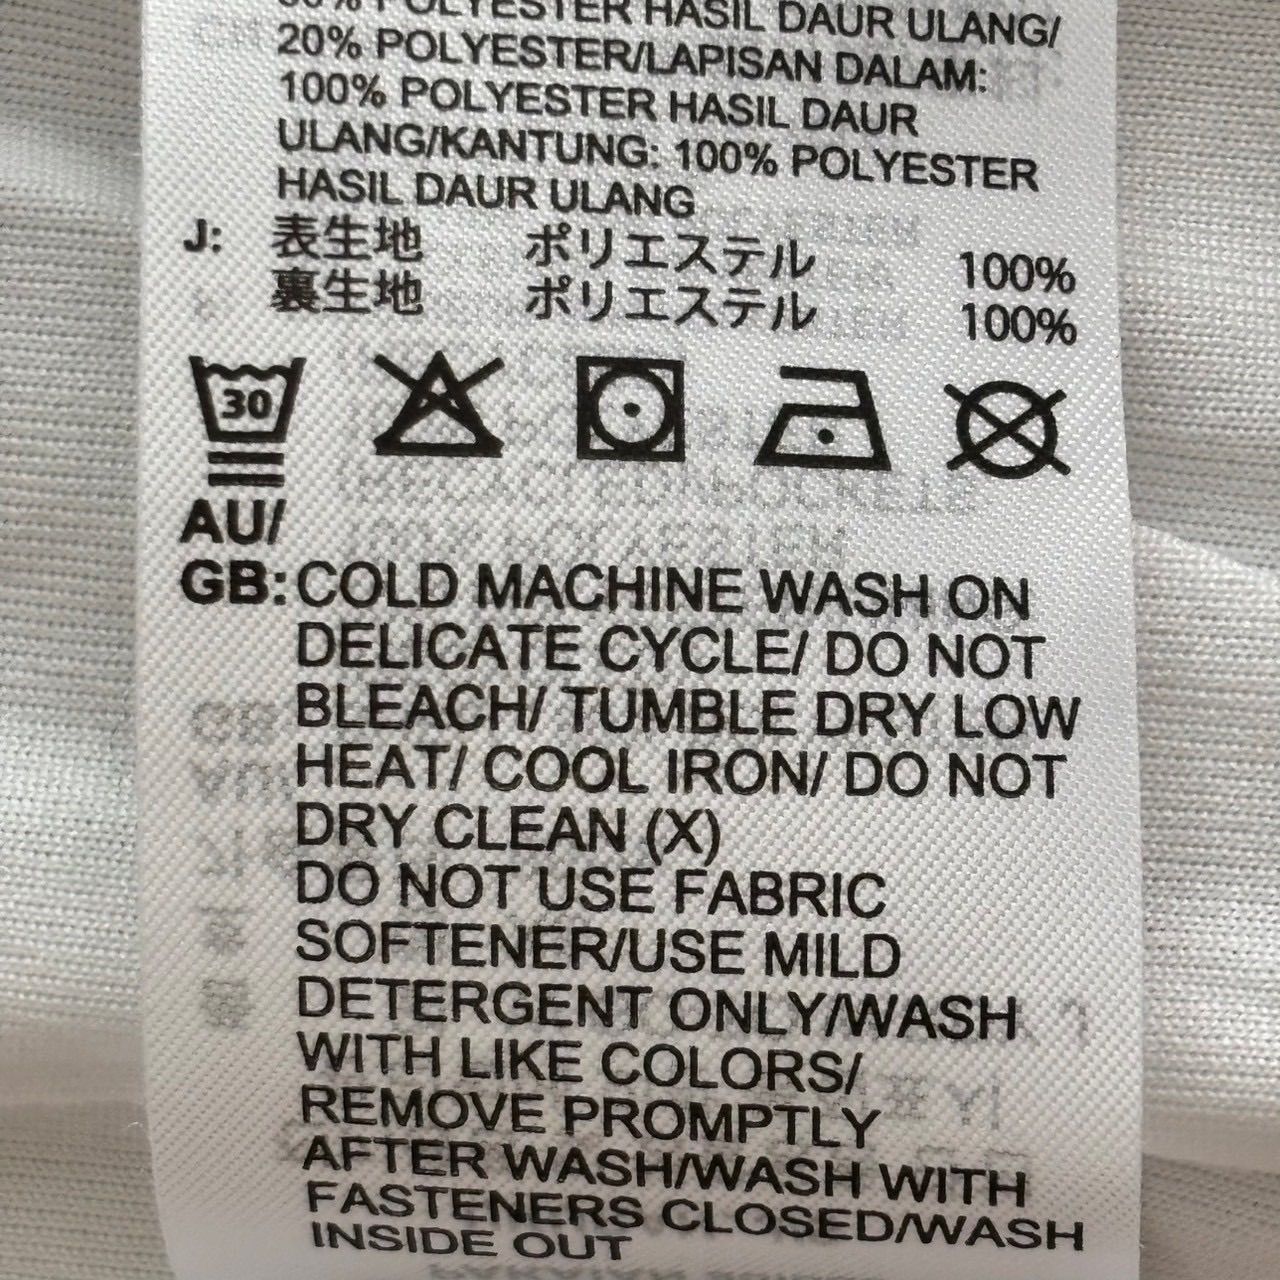 POLYESTER HASIL DAUR ULANG/
20% POLYESTER/LAPISAN DALAM:
100% POLYESTER HASIL DAUR
ULANG/KANTUNG: 100% POLYESTER
HASIL DAUR ULANG
J: 表生地 ポリエステル 100%
裏生地 ポリエステル 100%
30
AU/
GB: COLD MACHINE WASH ON
DELICATE CYCLE/ DO NOT
BLEACH/ TUMBLE DRY LOW
HEAT/ COOL IRON/ DO NOT
DRY CLEAN (X)
DO NOT USE FABRIC
SOFTENER/USE MILD
DETERGENT ONLY/WASH
WITH LIKE COLORS/
REMOVE PROMPTLY
AFTER WASH/WASH WITH
FASTENERS CLOSED/WASH
INSIDE OUT